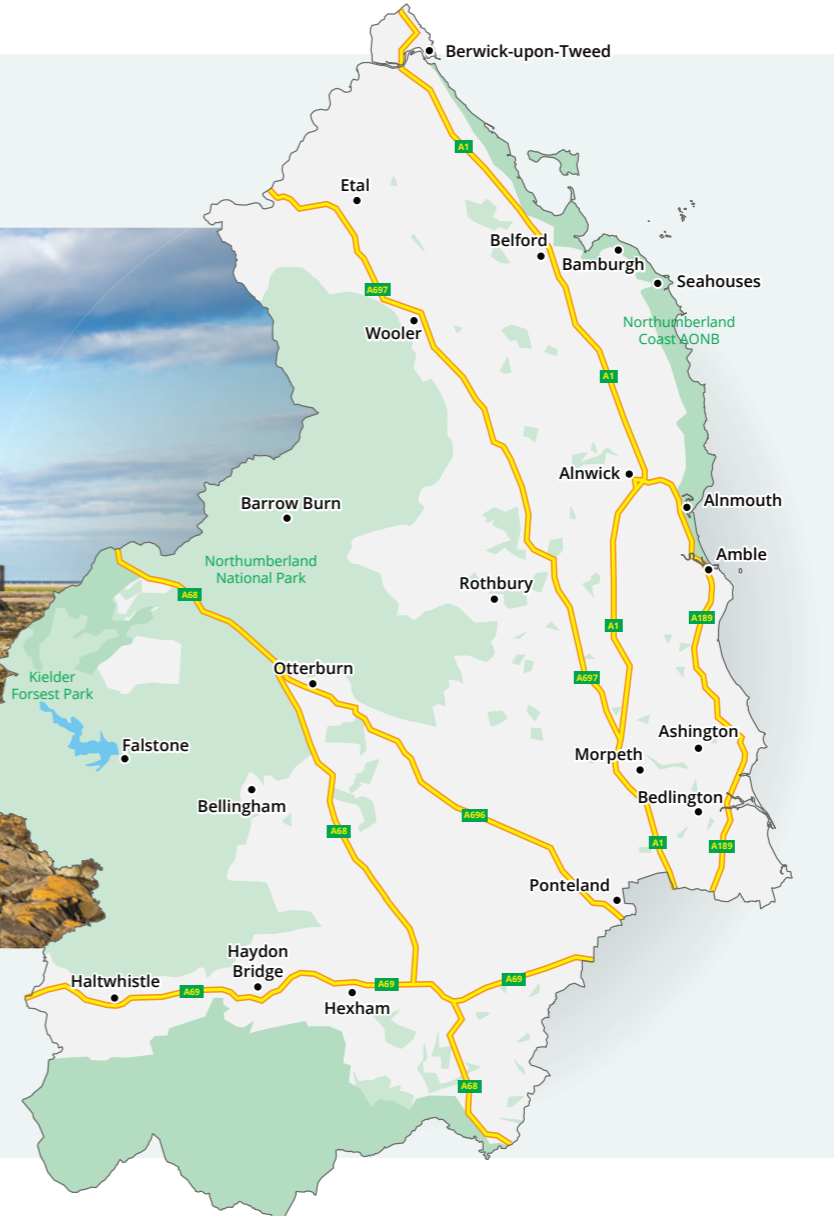 Berwick-upon-Tweed
A1
Etal
Belford
Bamburgh
Seahouses
A697
Northumberland
Coast AONB
Wooler
A1
Alnwick
Alnmouth
Barrow Burn
Amble
Northumberland
National Park
Rothbury
A68
A189
A1
Otterburn
Kielder
Forsest Park
A697
Ashington
Falstone
Morpeth
Bellingham
Bedlington
A696
A68
A1
A189
Ponteland
Haydon
Bridge
Haltwhistle
A69
A69
A69
Hexham
A68